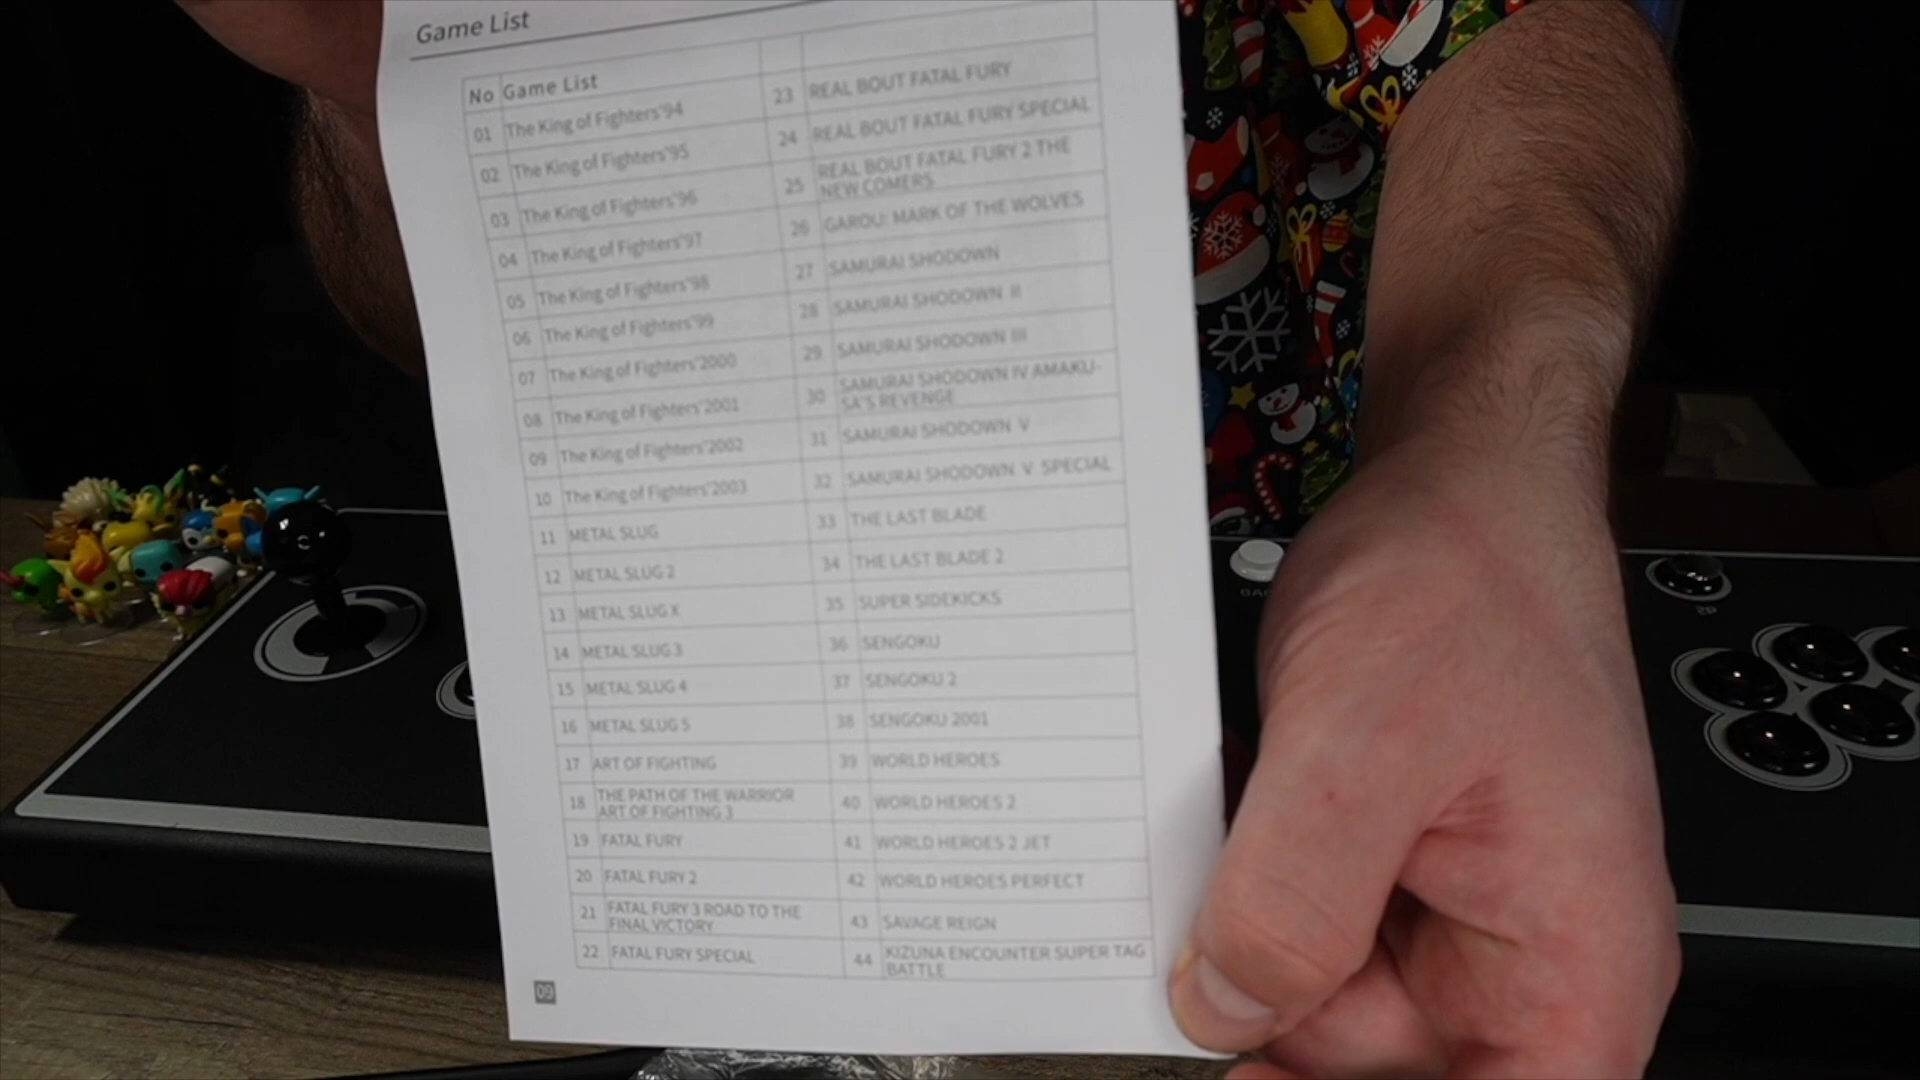 Game List
No Game List
01 The King of Fighters'94
02 The King of Fighters'95
03 The King of Fighters'96
04 The King of Fighters'97
05 The King of Fighters'98
06 The King of Fighters'99
07 The King of Fighters'2000
08 The King of Fighters'2001
09 The King of Fighters'2002
10 The King of Fighters'2003
11 METAL SLUG
12 METAL SLUG 2
13 METAL SLUG X
14 METAL SLUG 3
15 METAL SLUG 4
16 METAL SLUG 5
17 ART OF FIGHTING
18 THE PATH OF THE WARRIOR
ART OF FIGHTING 3
19 FATAL FURY
20 FATAL FURY 2
21 FATAL FURY 3 ROAD TO THE
FINAL VICTORY
22 FATAL FURY SPECIAL
23 REAL BOUT FATAL FURY
24 REAL BOUT FATAL FURY SPECIAL
25 REAL BOUT FATAL FURY 2 THE
NEW COMERS
26 GAROU: MARK OF THE WOLVES
27 SAMURAI SHODOWN
28 SAMURAI SHODOWN II
29 SAMURAI SHODOWN III
30 SAMURAI SHODOWN IV AMAKU-
SA'S REVENGE
31 SAMURAI SHODOWN V
32 SAMURAI SHODOWN V SPECIAL
33 THE LAST BLADE
34 THE LAST BLADE 2
35 SUPER SIDEKICKS
36 SENGOKU
37 SENGOKU 2
38 SENGOKU 2001
39 WORLD HEROES
40 WORLD HEROES 2
41 WORLD HEROES 2 JET
42 WORLD HEROES PERFECT
43 SAVAGE REIGN
44 KIZUNA ENCOUNTER SUPER TAG
BATTLE
09
2P